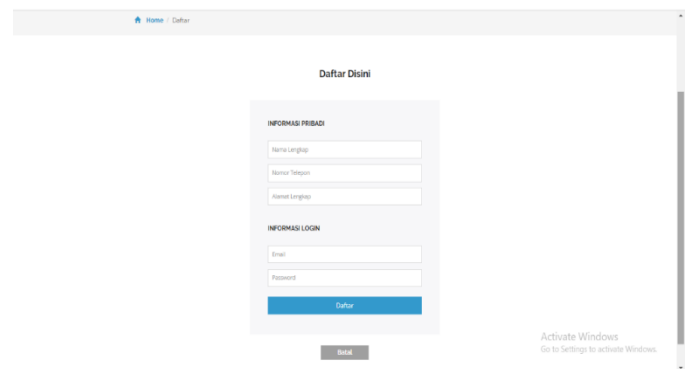 Home / Daftar
Daftar Disini
INFORMASI PRIBADI
Nama Lengkap
Nomor Telepon
Alamat Lengkap
INFORMASI LOGIN
Email
Password
Daftar
Batal
Activate Windows
Go to Settings to activate Windows.